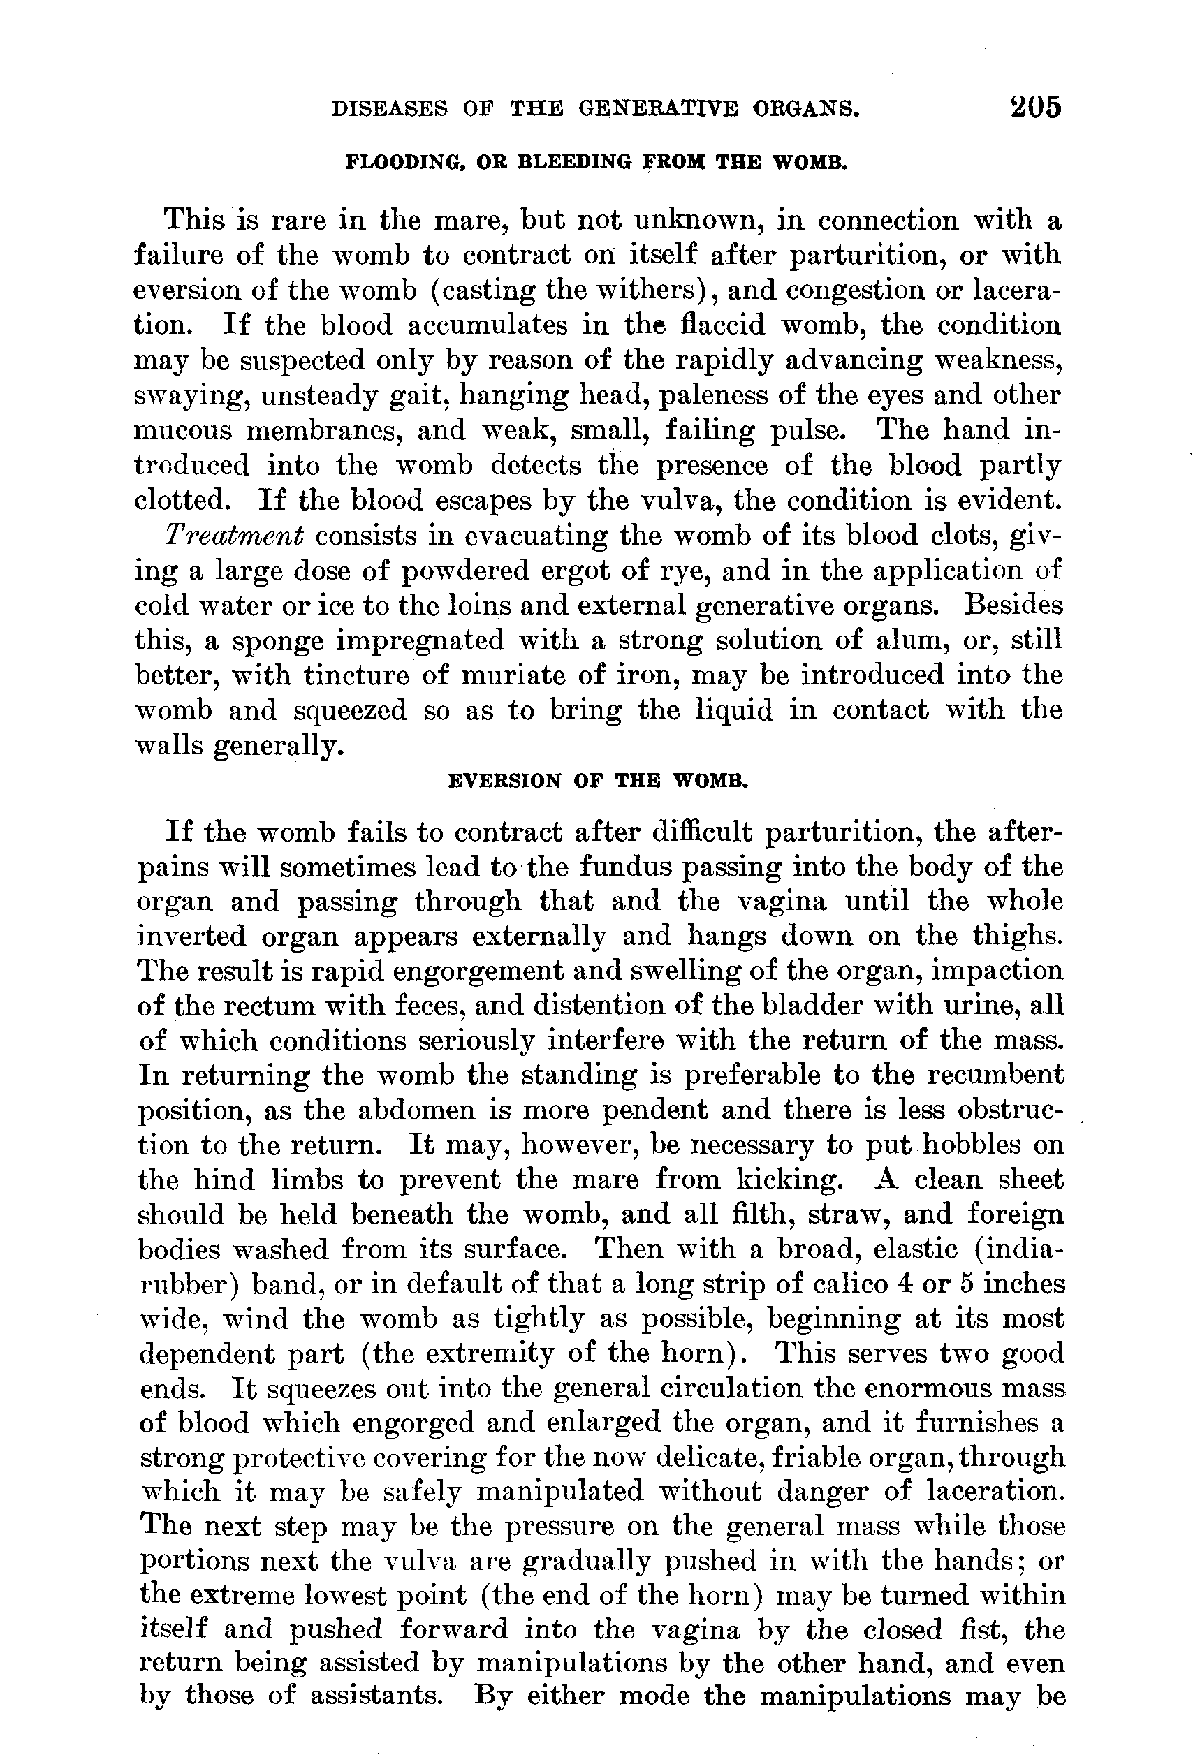 DISEASES OF THE GENERATIVE ORGANS. 205
FLOODING, OR BLEEDING FROM THE WOMB.
This is rare in the mare, but not unknown, in connection with a
failure of the womb to contract on itself after parturition, or with
eversion of the womb (casting the withers), and congestion or lacera-
tion. If the blood accumulates in the flaccid womb, the condition
may be suspected only by reason of the rapidly advancing weakness,
swaying, unsteady gait, hanging head, paleness of the eyes and other
mucous membranes, and weak, small, failing pulse. The hand in-
troduced into the womb detects the presence of the blood partly
clotted. If the blood escapes by the vulva, the condition is evident.
Treatment consists in evacuating the womb of its blood clots, giv-
ing a large dose of powdered ergot of rye, and in the application of
cold water or ice to the loins and external generative organs. Besides
this, a sponge impregnated with a strong solution of alum, or, still
better, with tincture of muriate of iron, may be introduced into the
womb and squeezed so as to bring the liquid in contact with the
walls generally.
EVERSION OF THE WOMB.
If the womb fails to contract after difficult parturition, the after-
pains will sometimes lead to the fundus passing into the body of the
organ and passing through that and the vagina until the whole
inverted organ appears externally and hangs down on the thighs.
The result is rapid engorgement and swelling of the organ, impaction
of the rectum with feces, and distention of the bladder with urine, all
of which conditions seriously interfere with the return of the mass.
In returning the womb the standing is preferable to the recumbent
position, as the abdomen is more pendent and there is less obstruc-
tion to the return. It may, however, be necessary to put hobbles on
the hind limbs to prevent the mare from kicking. A clean sheet
should be held beneath the womb, and all filth, straw, and foreign
bodies washed from its surface. Then with a broad, elastic (india-
rubber) band, or in default of that a long strip of calico 4 or 5 inches
wide, wind the womb as tightly as possible, beginning at its most
dependent part (the extremity of the horn). This serves two good
ends. It squeezes out into the general circulation the enormous mass
of blood which engorged and enlarged the organ, and it furnishes a
strong protective covering for the now delicate, friable organ, through
which it may be safely manipulated without danger of laceration.
The next step may be the pressure on the general mass while those
portions next the vulva are gradually pushed in with the hands; or
the extreme lowest point (the end of the horn) may be turned within
itself and pushed forward into the vagina by the closed fist, the
return being assisted by manipulations by the other hand, and even
by those of assistants. By either mode the manipulations may be